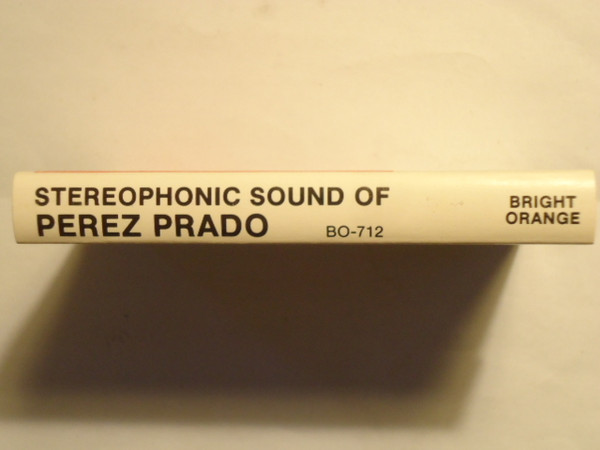 STEREOPHONIC SOUND OF
PEREZ PRADO
BO-712
BRIGHT
ORANGE